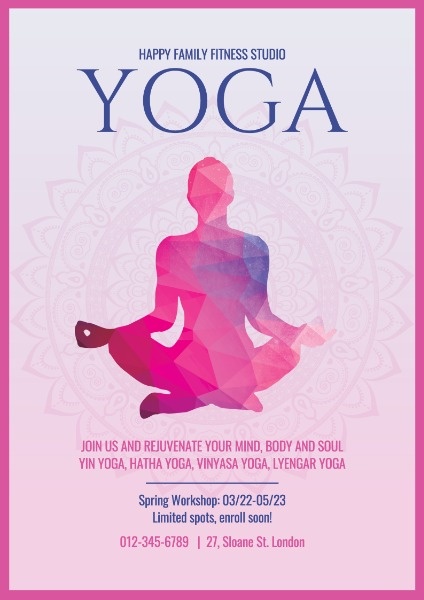 HAPPY FAMILY FITNESS STUDIO
YOGA
JOIN US AND REJUVENATE YOUR MIND, BODY AND SOUL
YIN YOGA, HATHA YOGA, VINYASA YOGA, LYENGAR YOGA
Spring Workshop: 03/22-05/23
Limited spots, enroll soon!
012-345-6789 | 27, Sloane St. London